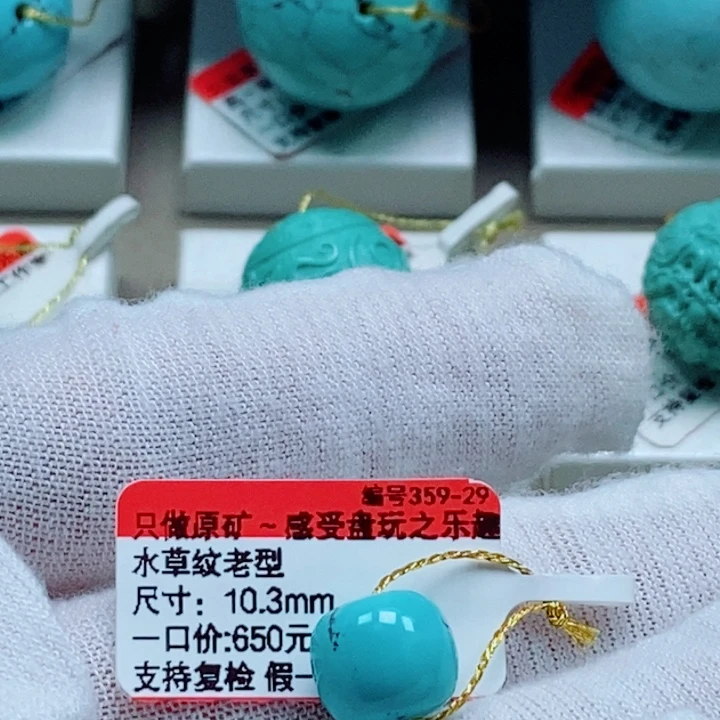 编号359-29
只做原矿~感受盘玩之乐趣
水草纹老型
尺寸：10.3mm
一口价:650元
支持复检 假一